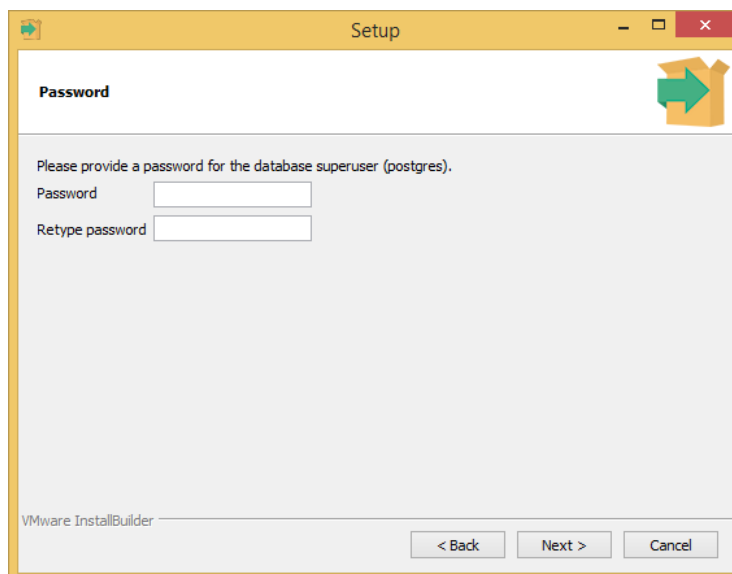 Setup
Password
Please provide a password for the database superuser (postgres).
Password
Retype password
VMware InstallBuilder
< Back Next > Cancel